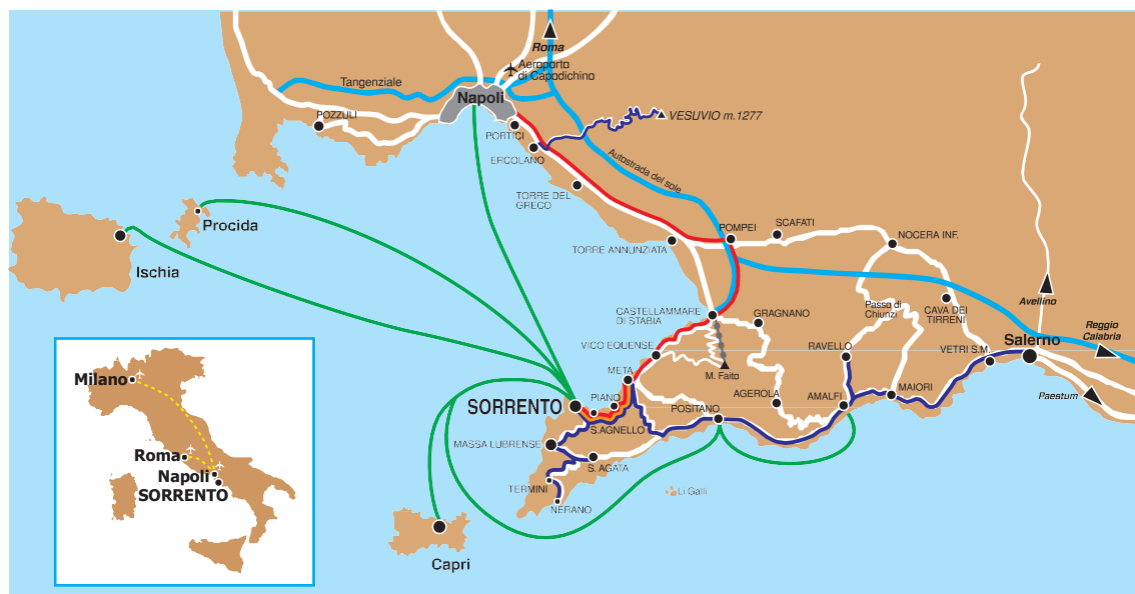 Roma
Aeroporto
di Capodichino
Tangenziale
Napoli
POZZULI
PORTICI
VESUVIO m.1277
ERCOLANO
Autostrada del sole
TORRE DEL
GRECO
Procida
POMPEI
SCAFATI
NOCERA INF.
TORRE ANNUNZIATA
Ischia
CASTELLAMMARE
DI STABIA
GRAGNANO
Passo di
Chiunzi
CAVA DEI
TIRRENI
Avellino
Reggio
Calabria
VICO EQUENSE
RAVELLO
VETRI S.M.
Salerno
META
M. Faito
AGEROLA
MAIORI
Paestum
SORRENTO
PIANO
POSITANO
AMALFI
S.AGNELLO
MASSA LUBRENSE
S. AGATA
TERMINI
NERANO
Li Galli
Capri
Milano
Roma
Napoli
SORRENTO